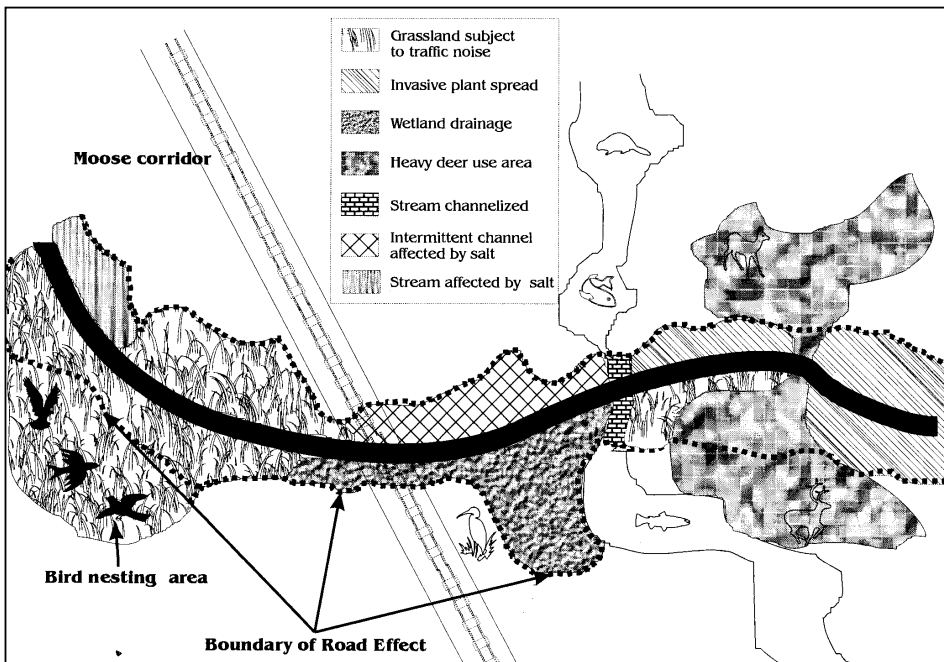 Grassland subject
to traffic noise
Invasive plant spread
Wetland drainage
Heavy deer use area
Stream channelized
Intermittent channel
affected by salt
Stream affected by salt
Moose corridor
Bird nesting area
Boundary of Road Effect